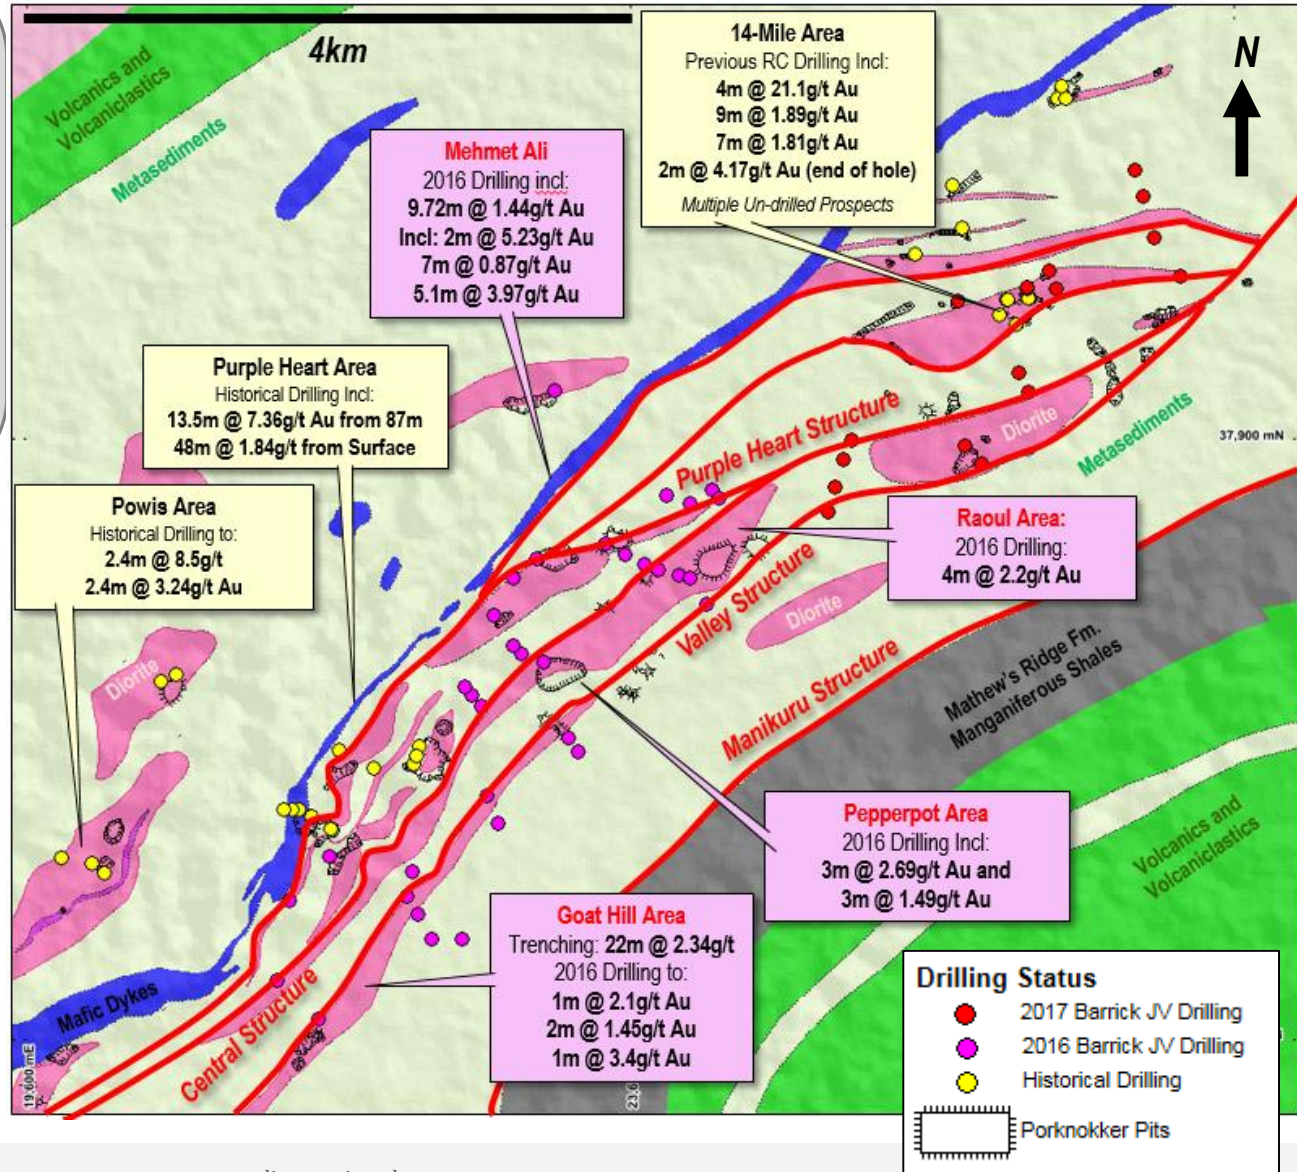 4km
Volcanics and
Volcaniclastics
Metasediments
14-Mile Area
Previous RC Drilling Incl:
4m @ 21.1g/t Au
9m @ 1.89g/t Au
7m @ 1.81g/t Au
2m @ 4.17g/t Au (end of hole)
Multiple Un-drilled Prospects
N
Mehmet Ali
2016 Drilling incl:
9.72m @ 1.44g/t Au
Incl: 2m @ 5.23g/t Au
7m @ 0.87g/t Au
5.1m @ 3.97g/t Au
Purple Heart Area
Historical Drilling Incl:
13.5m @ 7.36g/t Au from 87m
48m @ 1.84g/t from Surface
Powis Area
Historical Drilling to:
2.4m @ 8.5g/t
2.4m @ 3.24g/t Au
Purple Heart Structure
Diorite
Metasediments
37,900 mN
Raoul Area:
2016 Drilling:
4m @ 2.2g/t Au
Valley Structure
Diorite
Manikuru Structure
Mathew's Ridge Fm.
Manganiferous Shales
Diorite
Pepperpot Area
2016 Drilling Incl:
3m @ 2.69g/t Au and
3m @ 1.49g/t Au
Volcanics and
Volcaniclastics
Goat Hill Area
Trenching: 22m @ 2.34g/t
2016 Drilling to:
1m @ 2.1g/t Au
2m @ 1.45g/t Au
1m @ 3.4g/t Au
Mafic Dykes
Central Structure
19,600 mE
Drilling Status
2017 Barrick JV Drilling
2016 Barrick JV Drilling
Historical Drilling
Porknokker Pits